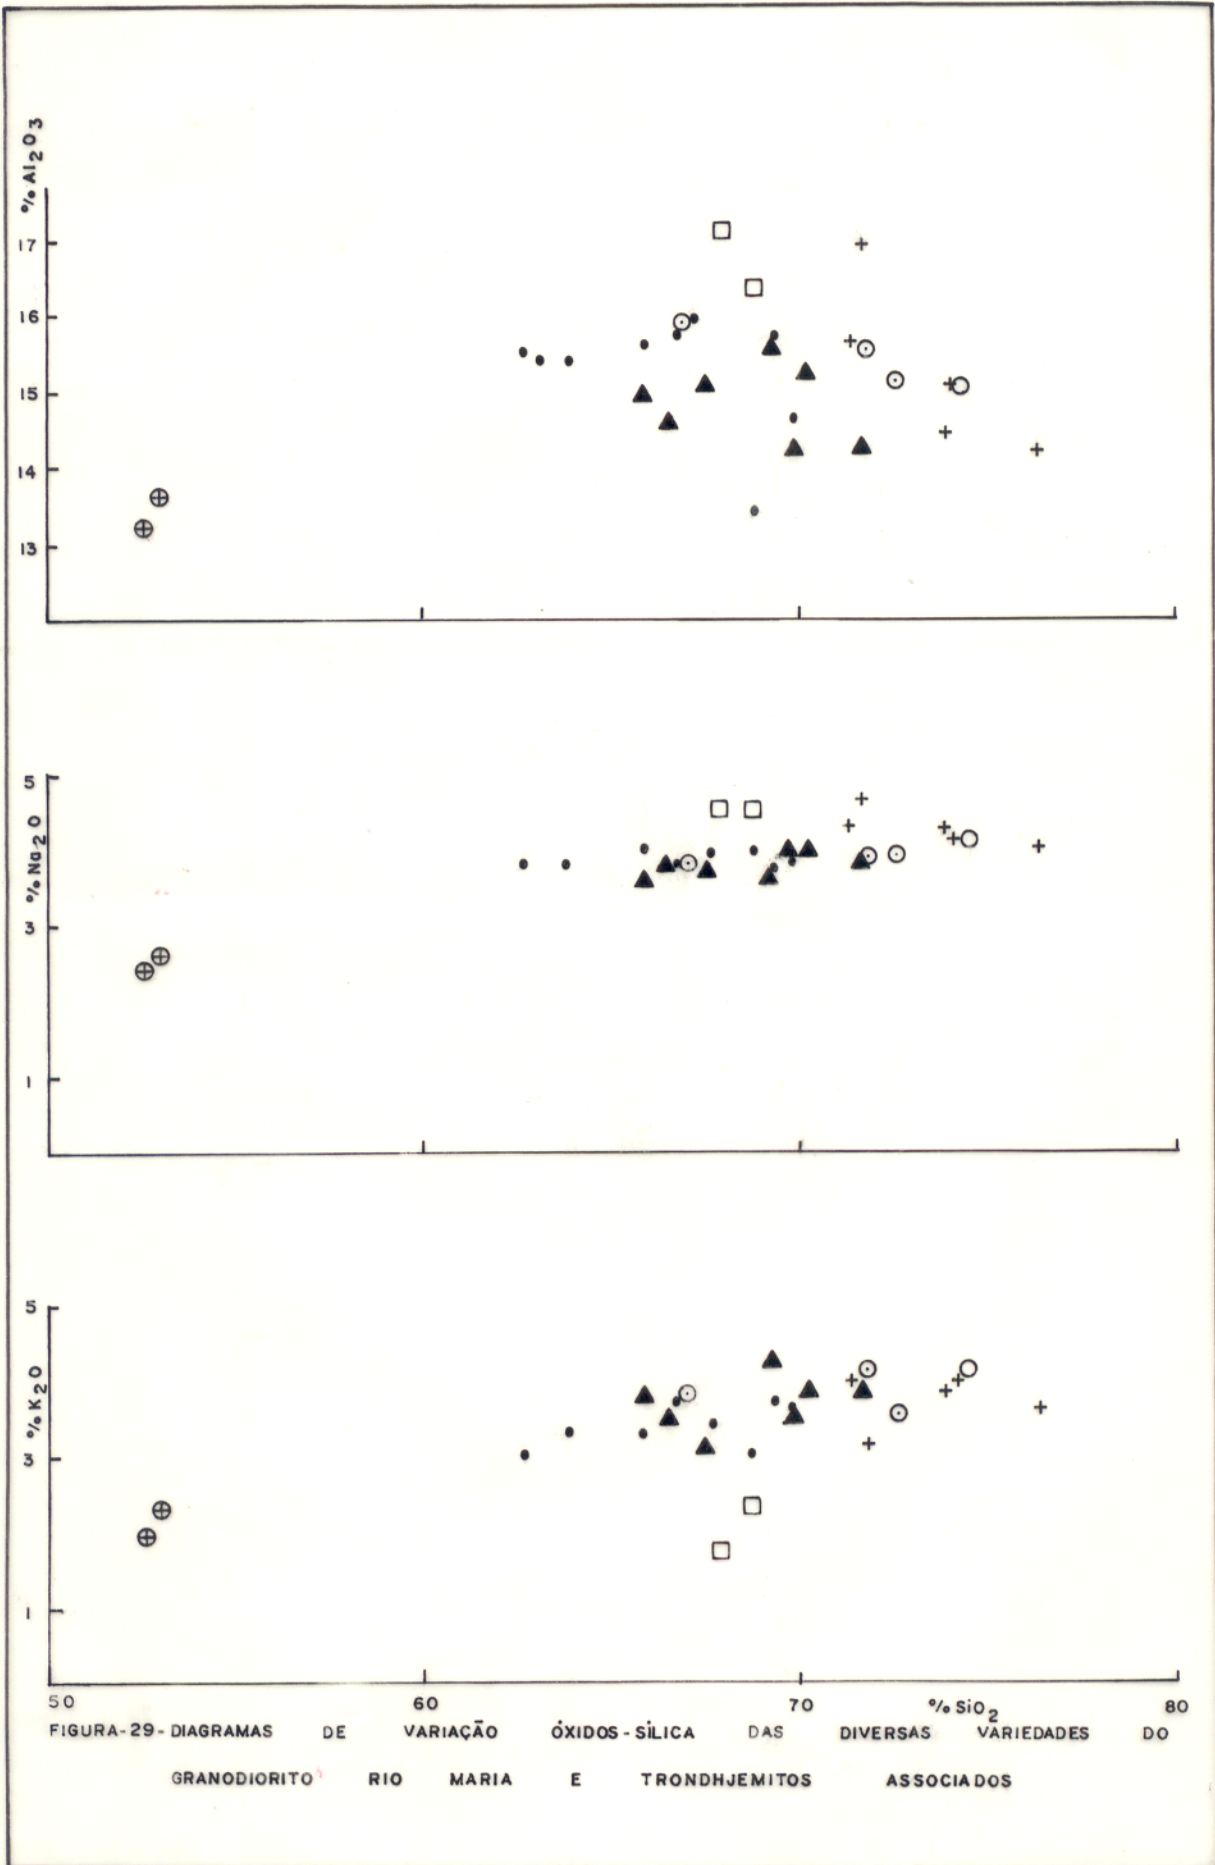 % Al2O3
17
16
15
14
13
5
% Na2O
3
1
5
% K2O
3
1
50 60 70 % SiO2 80
FIGURA-29-DIAGRAMAS DE VARIAÇÃO ÓXIDOS-SÍLICA DAS DIVERSAS VARIEDADES DO
GRANODIORITO RIO MARIA E TRONDHJEMITOS ASSOCIADOS